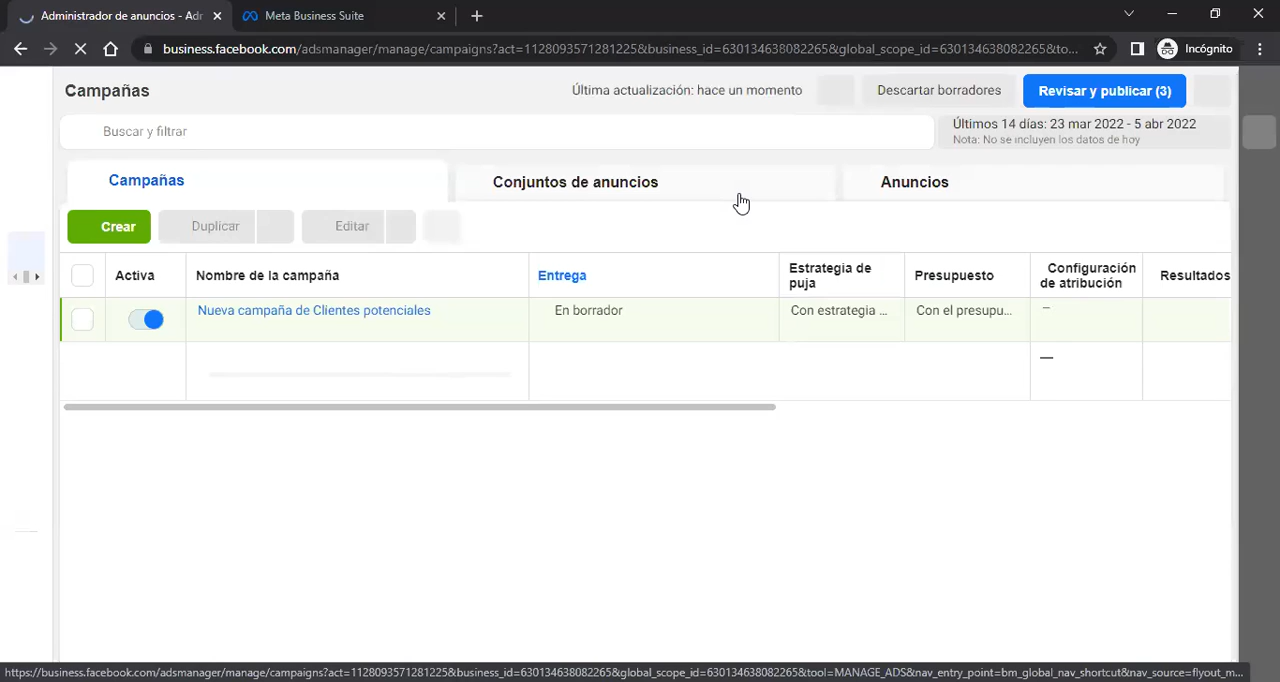 Administrador de anuncios - Adr
Meta Business Suite
business.facebook.com/adsmanager/manage/campaigns?act=1128093571281225&business_id=630134638082265&global_scope_id=630134638082265&to...
Incógnito
Campañas
Última actualización: hace un momento
Descartar borradores
Revisar y publicar (3)
Buscar y filtrar
Últimos 14 días: 23 mar 2022 - 5 abr 2022
Nota: No se incluyen los datos de hoy
Campañas
Conjuntos de anuncios
Anuncios
Crear
Duplicar
Editar
Activa
Nombre de la campaña
Entrega
Estrategia de
puja
Presupuesto
Configuración
de atribución
Resultados
Nueva campaña de Clientes potenciales
En borrador
Con estrategia ...
Con el presupu...
—
—
https://business.facebook.com/adsmanager/manage/campaigns?act=1128093571281225&business_id=630134638082265&global_scope_id=630134638082265&tool=MANAGE_ADS&nav_entry_point=bm_global_nav_shortcut&nav_source=flyout_m...